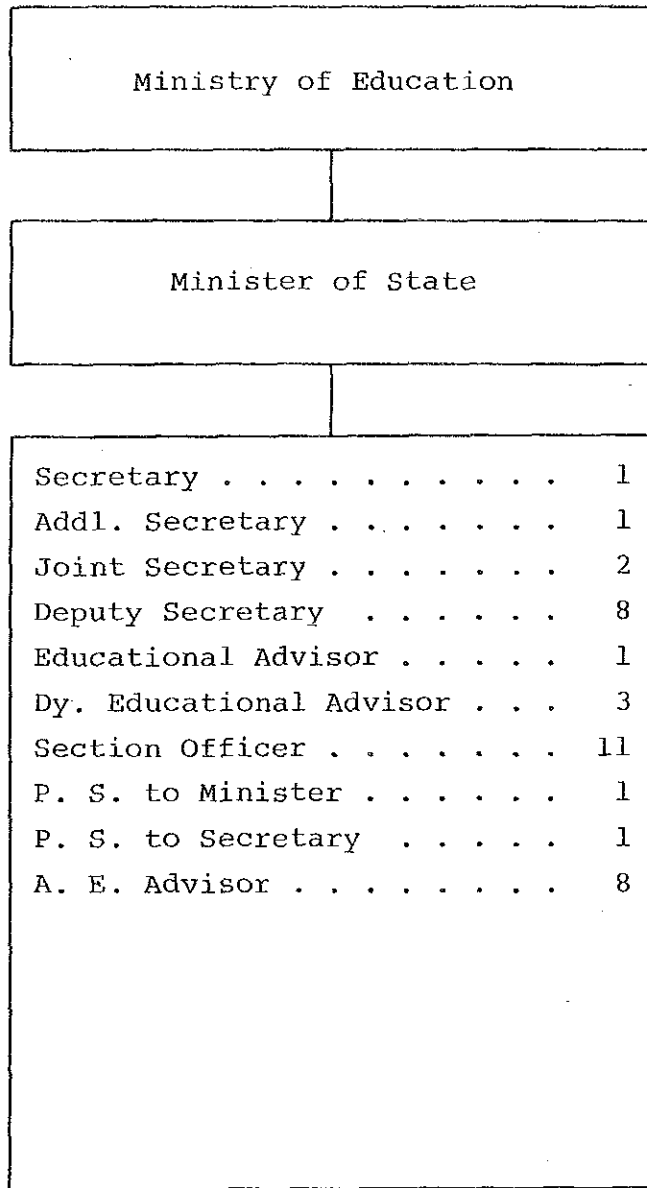 Ministry of Education
Minister of State
Secretary . . . . . . . . . . 1
Addl. Secretary . . . . . . . 1
Joint Secretary . . . . . . . 2
Deputy Secretary . . . . . . 8
Educational Advisor . . . . . 1
Dy. Educational Advisor . . . 3
Section Officer . . . . . . . 11
P. S. to Minister . . . . . . 1
P. S. to Secretary . . . . . 1
A. E. Advisor . . . . . . . . 8